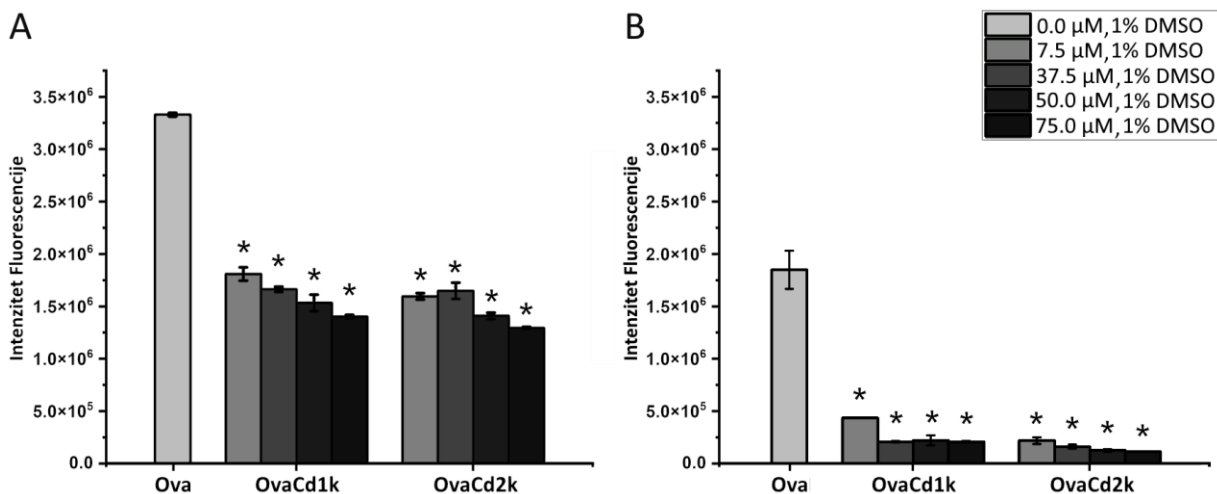 A
Intenzitet Fluorescencije
3.5×10⁶
3.0×10⁶
2.5×10⁶
2.0×10⁶
1.5×10⁶
1.0×10⁶
5.0×10⁵
0.0
* * * *
* * * *
Ova OvaCd1k OvaCd2k
B
0.0 µM,1% DMSO
7.5 µM,1% DMSO
37.5 µM,1% DMSO
50.0 µM,1% DMSO
75.0 µM,1% DMSO
Intenzitet Fluorescencije
3.5×10⁶
3.0×10⁶
2.5×10⁶
2.0×10⁶
1.5×10⁶
1.0×10⁶
5.0×10⁵
0.0
* * * *
* * * *
Ova OvaCd1k OvaCd2k